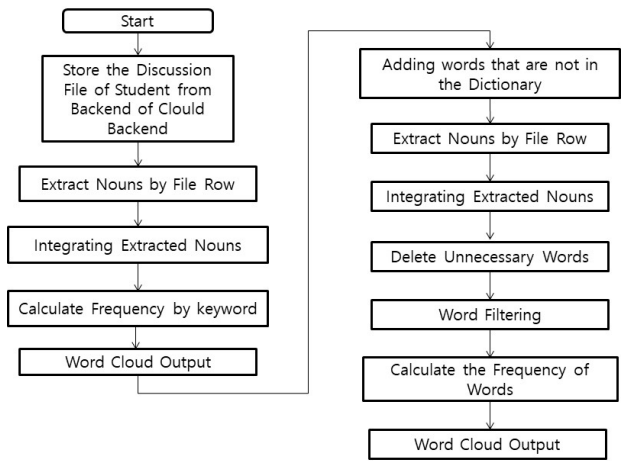 Start
Store the Discussion
File of Student from
Backend of Clould
Backend
Extract Nouns by File Row
Integrating Extracted Nouns
Calculate Frequency by keyword
Word Cloud Output
Adding words that are not in
the Dictionary
Extract Nouns by File Row
Integrating Extracted Nouns
Delete Unnecessary Words
Word Filtering
Calculate the Frequency of
Words
Word Cloud Output